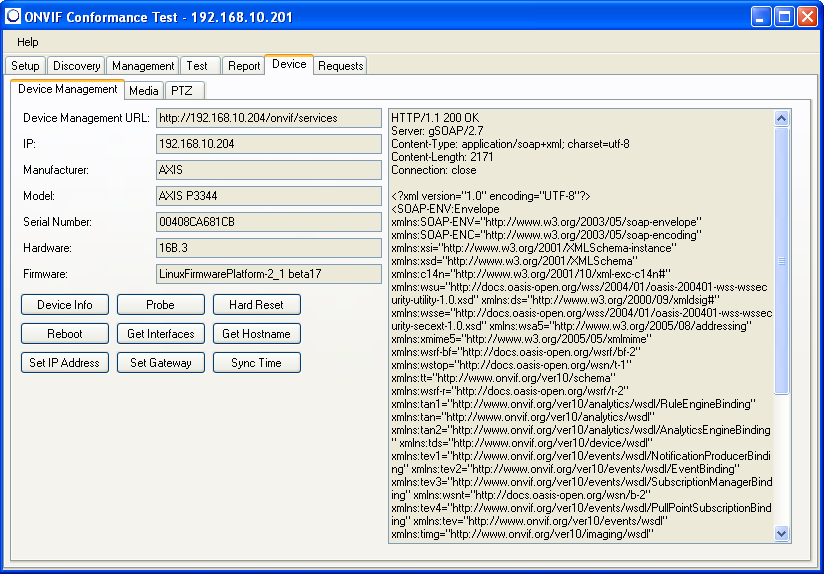 ONVIF Conformance Test - 192.168.10.201
Help
Setup Discovery Management Test Report Device Requests
Device Management Media PTZ
Device Management URL: http://192.168.10.204/onvif/services
IP: 192.168.10.204
Manufacturer: AXIS
Model: AXIS P3344
Serial Number: 00408CA681CB
Hardware: 16B.3
Firmware: LinuxFirmwarePlatform-2_1 beta17
Device Info Probe Hard Reset
Reboot Get Interfaces Get Hostname
Set IP Address Set Gateway Sync Time
HTTP/1.1 200 OK
Server: gSOAP/2.7
Content-Type: application/soap+xml; charset=utf-8
Content-Length: 2171
Connection: close
<?xml version="1.0" encoding="UTF-8"?>
<SOAP-ENV:Envelope
xmlns:SOAP-ENV="http://www.w3.org/2003/05/soap-envelope"
xmlns:SOAP-ENC="http://www.w3.org/2003/05/soap-encoding"
xmlns:xsi="http://www.w3.org/2001/XMLSchema-instance"
xmlns:xsd="http://www.w3.org/2001/XMLSchema"
xmlns:c14n="http://www.w3.org/2001/10/xml-exc-c14n#"
xmlns:wsu="http://docs.oasis-open.org/wss/2004/01/oasis-200401-wss-wssec
urity-utility-1.0.xsd" xmlns:ds="http://www.w3.org/2000/09/xmldsig#"
xmlns:wsse="http://docs.oasis-open.org/wss/2004/01/oasis-200401-wss-wssec
urity-secext-1.0.xsd" xmlns:wsa5="http://www.w3.org/2005/08/addressing"
xmlns:xmime5="http://www.w3.org/2005/05/xmlmime"
xmlns:wsrf-bf="http://docs.oasis-open.org/wsrf/bf-2"
xmlns:wstop="http://docs.oasis-open.org/wsn/t-1"
xmlns:tt="http://www.onvif.org/ver10/schema"
xmlns:wsrf-r="http://docs.oasis-open.org/wsrf/r-2"
xmlns:tan1="http://www.onvif.org/ver10/analytics/wsdl/RuleEngineBinding"
xmlns:tan="http://www.onvif.org/ver10/analytics/wsdl"
xmlns:tan2="http://www.onvif.org/ver10/analytics/wsdl/AnalyticsEngineBinding
" xmlns:tds="http://www.onvif.org/ver10/device/wsdl"
xmlns:tev1="http://www.onvif.org/ver10/events/wsdl/NotificationProducerBindi
ng" xmlns:tev2="http://www.onvif.org/ver10/events/wsdl/EventBinding"
xmlns:tev3="http://www.onvif.org/ver10/events/wsdl/SubscriptionManagerBind
ing" xmlns:wsnt="http://docs.oasis-open.org/wsn/b-2"
xmlns:tev4="http://www.onvif.org/ver10/events/wsdl/PullPointSubscriptionBind
ing" xmlns:tev="http://www.onvif.org/ver10/events/wsdl"
xmlns:timg="http://www.onvif.org/ver10/imaging/wsdl"